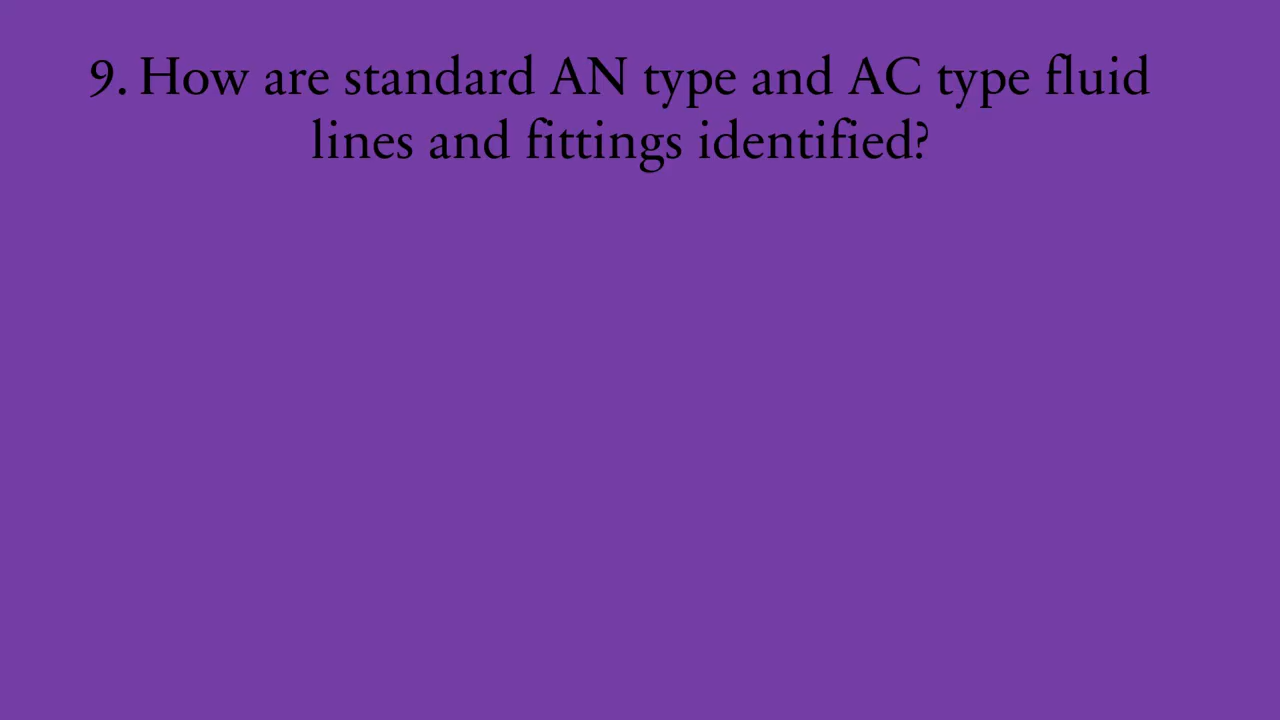 9. How are standard AN type and AC type fluid
lines and fittings identified?